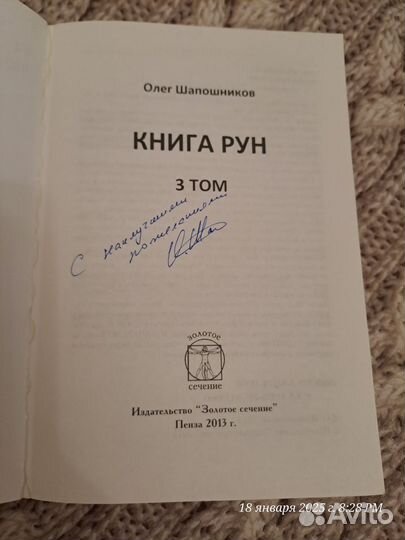 Олег Шапошников
КНИГА РУН
3 ТОМ
С наилучшими
пожеланиями
ЗОЛОТОЕ
СЕЧЕНИЕ
Издательство "Золотое сечение"
Пенза 2013 г.
18 января 2025 г. 8:28 PM
Avito